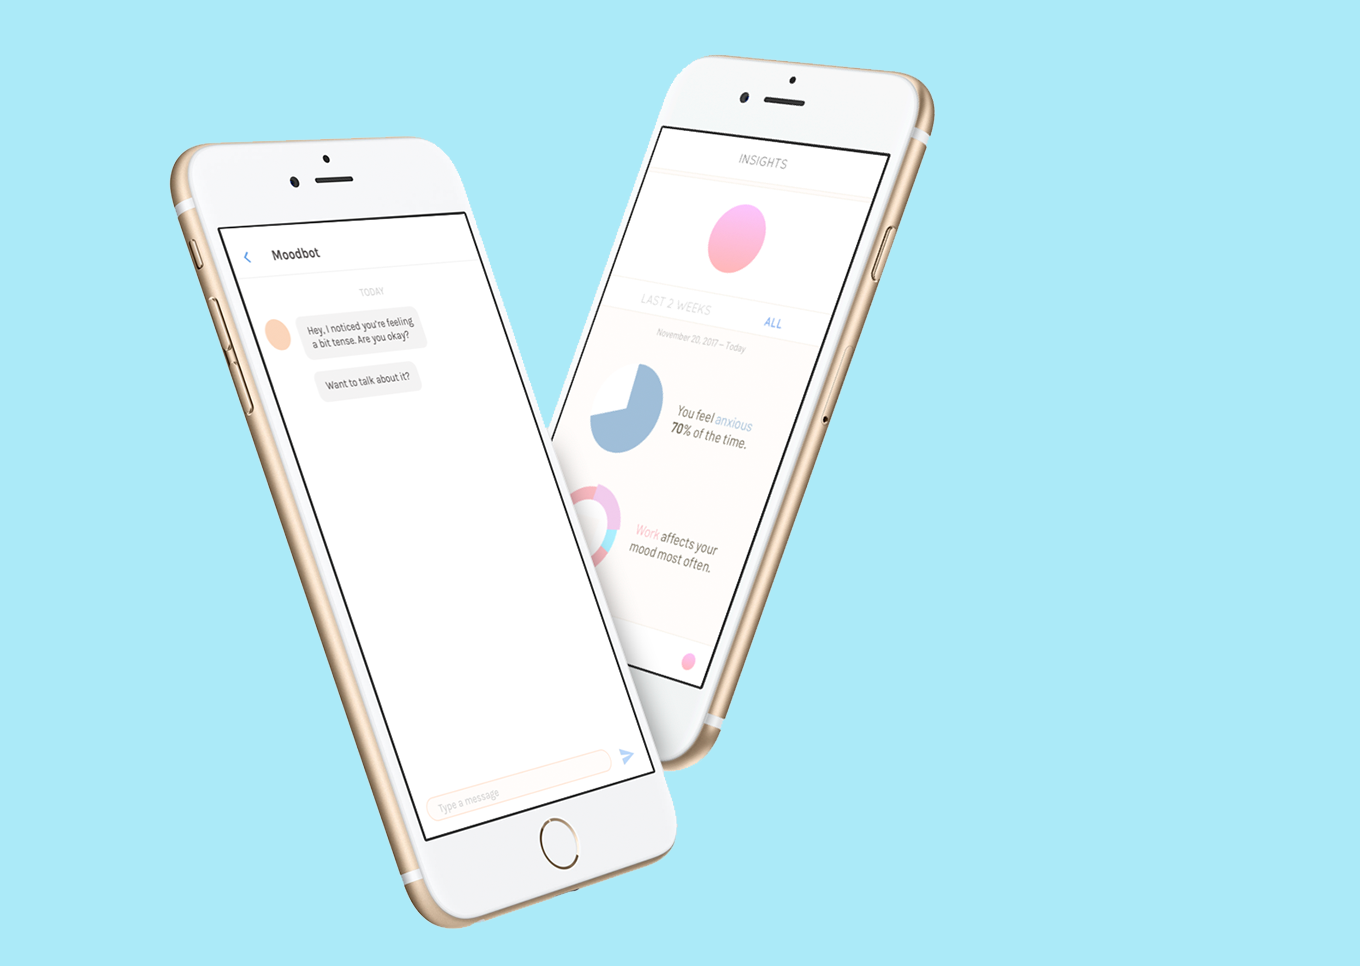 Moodbot
TODAY
Hey, I noticed you're feeling
a bit tense. Are you okay?
Want to talk about it?
Type a message
INSIGHTS
LAST 2 WEEKS
ALL
November 20, 2017 – Today
You feel anxious
70% of the time.
Work affects your
mood most often.